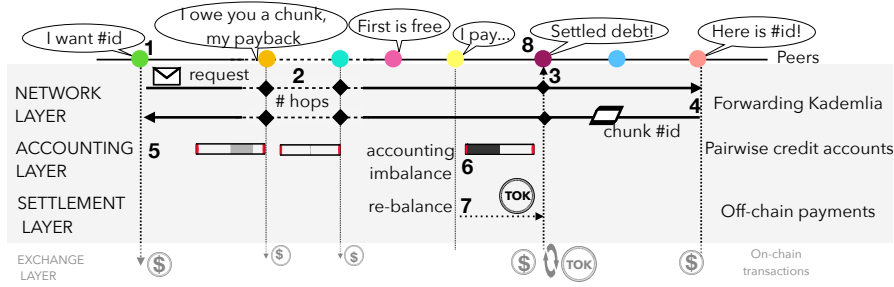 I want #id
1
I owe you a chunk,
my payback
First is free
I pay...
8
Settled debt!
Here is #id!
Peers
request
2
3
# hops
NETWORK
LAYER
4
Forwarding Kademlia
chunk #id
ACCOUNTING
LAYER
5
accounting
imbalance
6
Pairwise credit accounts
SETTLEMENT
LAYER
re-balance
7
TOK
Off-chain payments
EXCHANGE
LAYER
$
$
$
$
TOK
$
On-chain
transactions